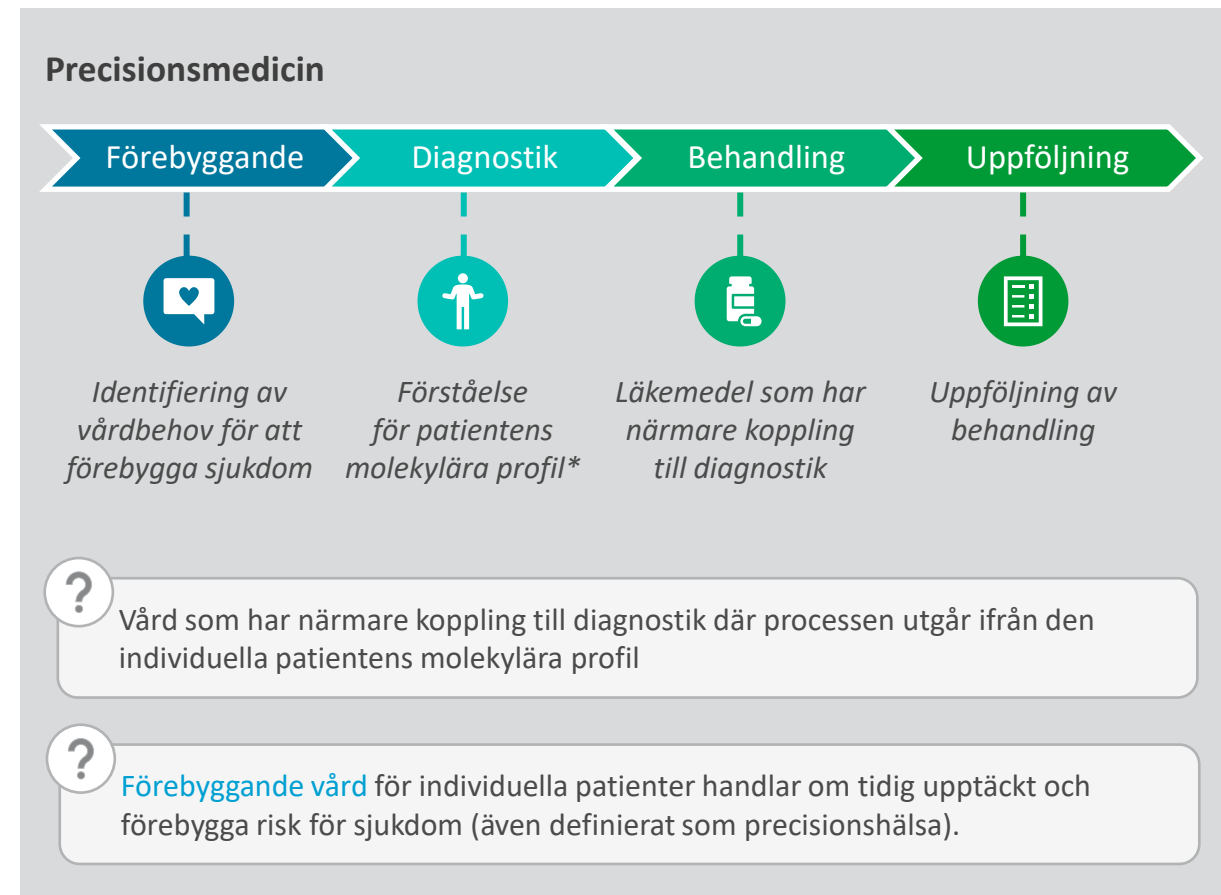 Precisionsmedicin
Förebyggande
Diagnostik
Behandling
Uppföljning
Identifiering av
vårdbehov för att
förebygga sjukdom
Förståelse
för patientens
molekylära profil*
Läkemedel som har
närmare koppling
till diagnostik
Uppföljning av
behandling
?
Vård som har närmare koppling till diagnostik där processen utgår ifrån den
individuella patientens molekylära profil
?
Förebyggande vård för individuella patienter handlar om tidig upptäckt och
förebygga risk för sjukdom (även definierat som precisionshälsa).